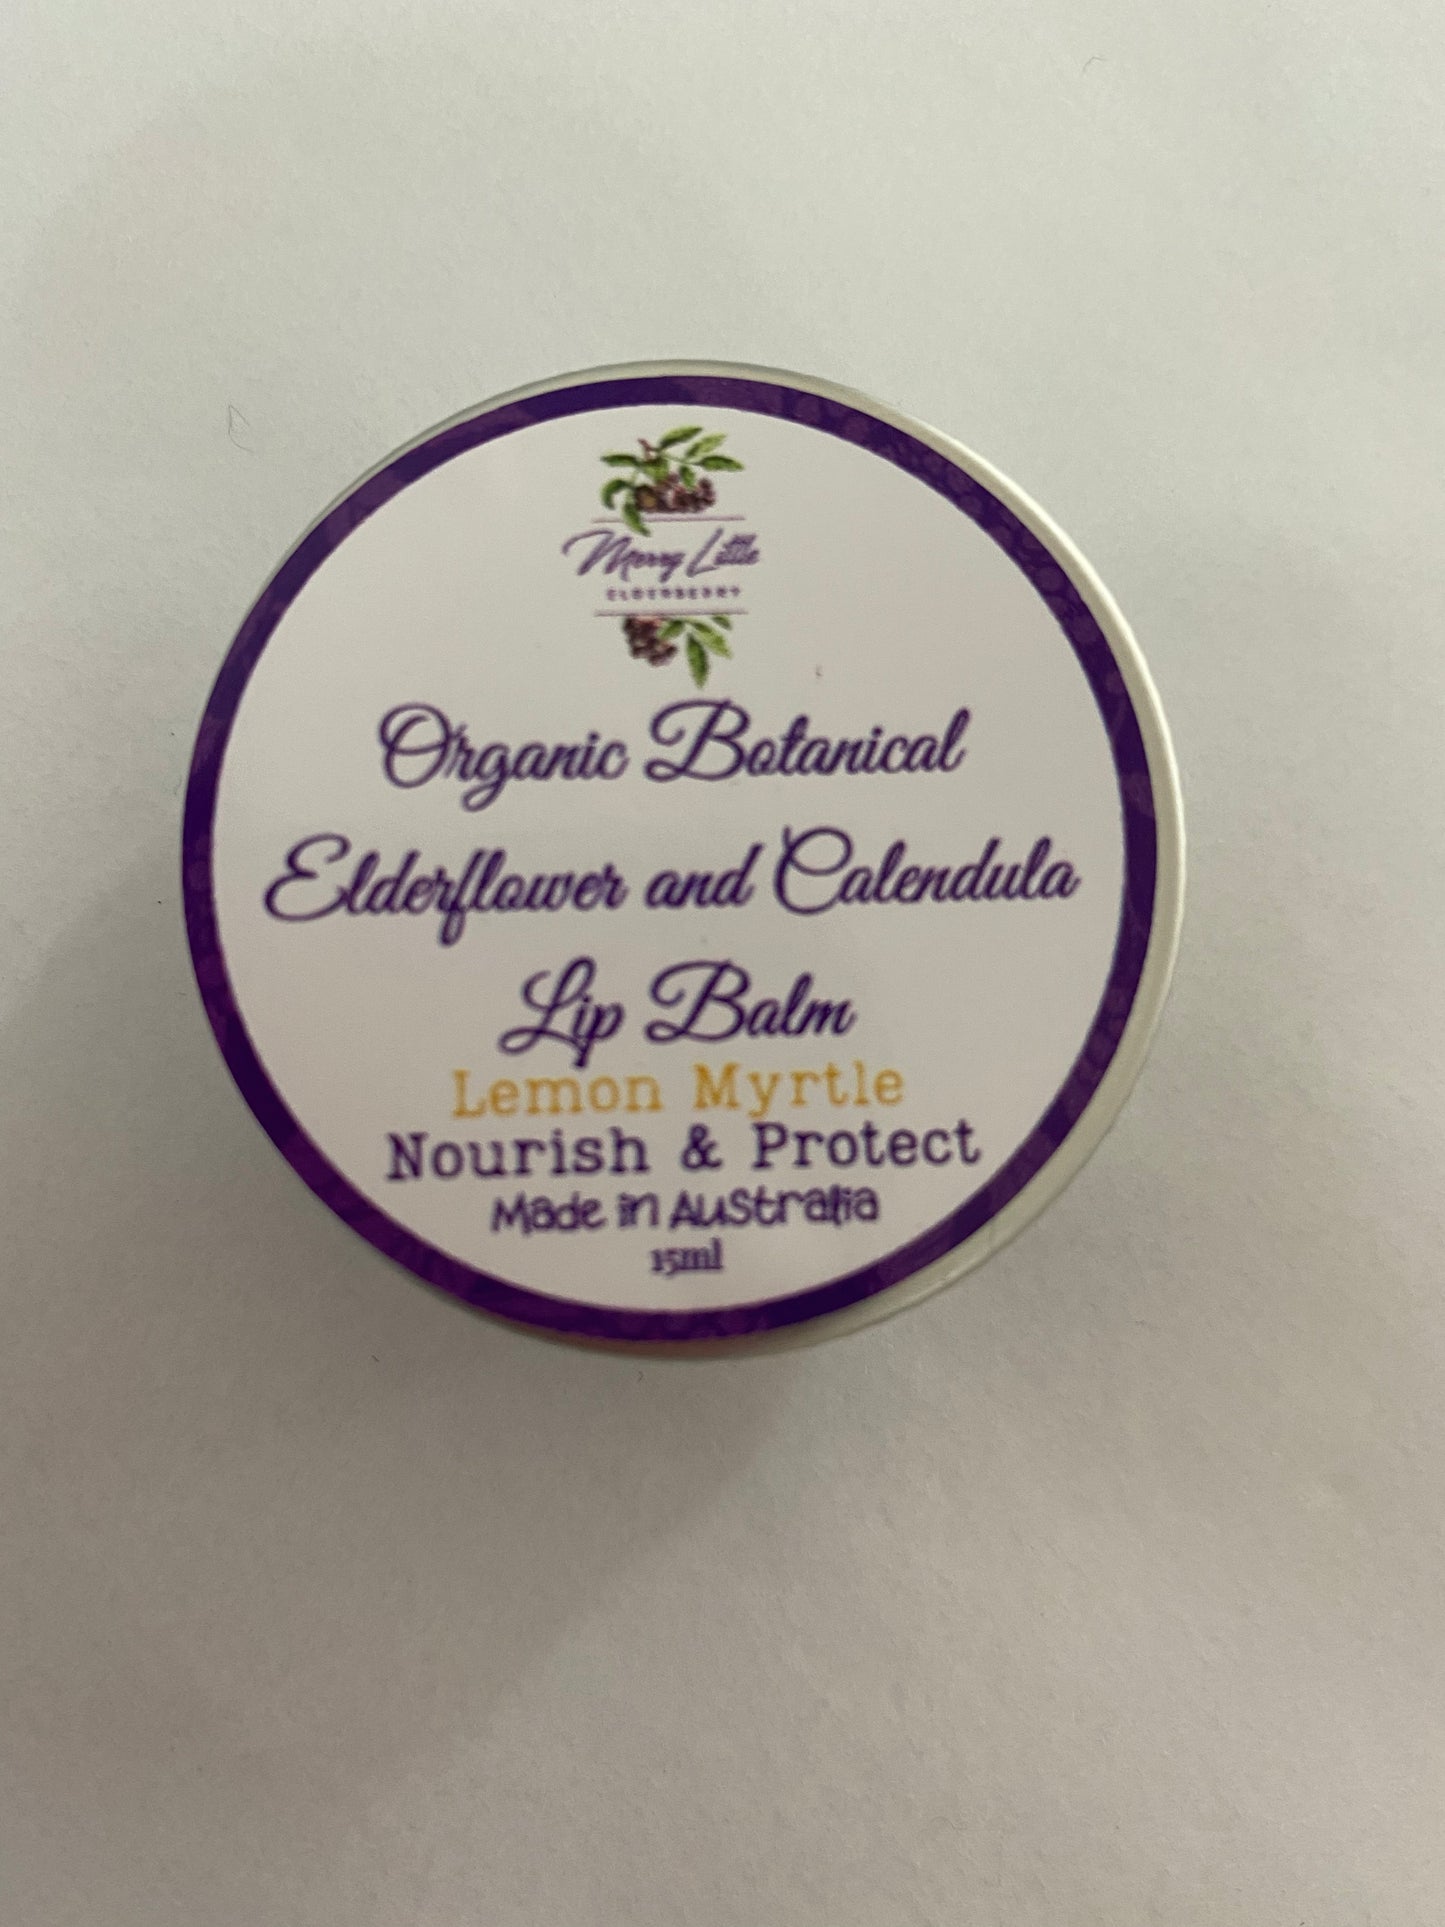 Merry Little
ELDERBERRY
Organic Botanical
Elderflower and Calendula
Lip Balm
Lemon Myrtle
Nourish & Protect
Made in Australia
15ml